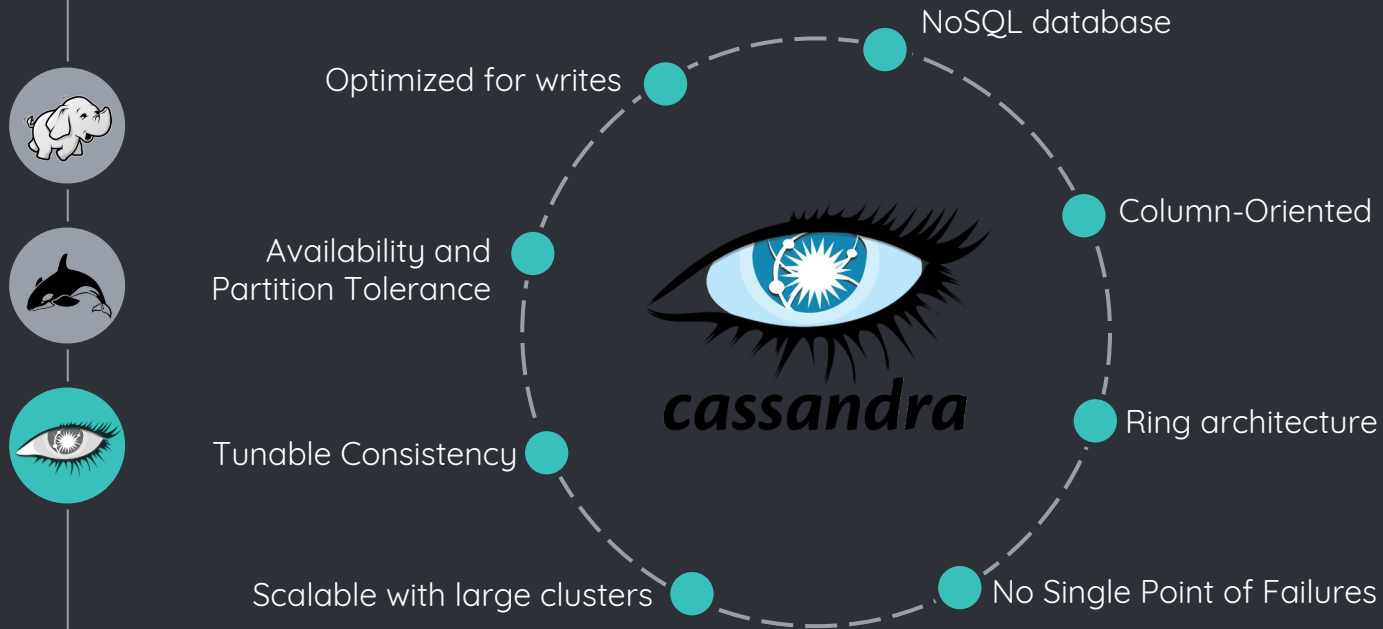 NoSQL database
Optimized for writes
Column-Oriented
Availability and
Partition Tolerance
cassandra
Ring architecture
Tunable Consistency
Scalable with large clusters
No Single Point of Failures